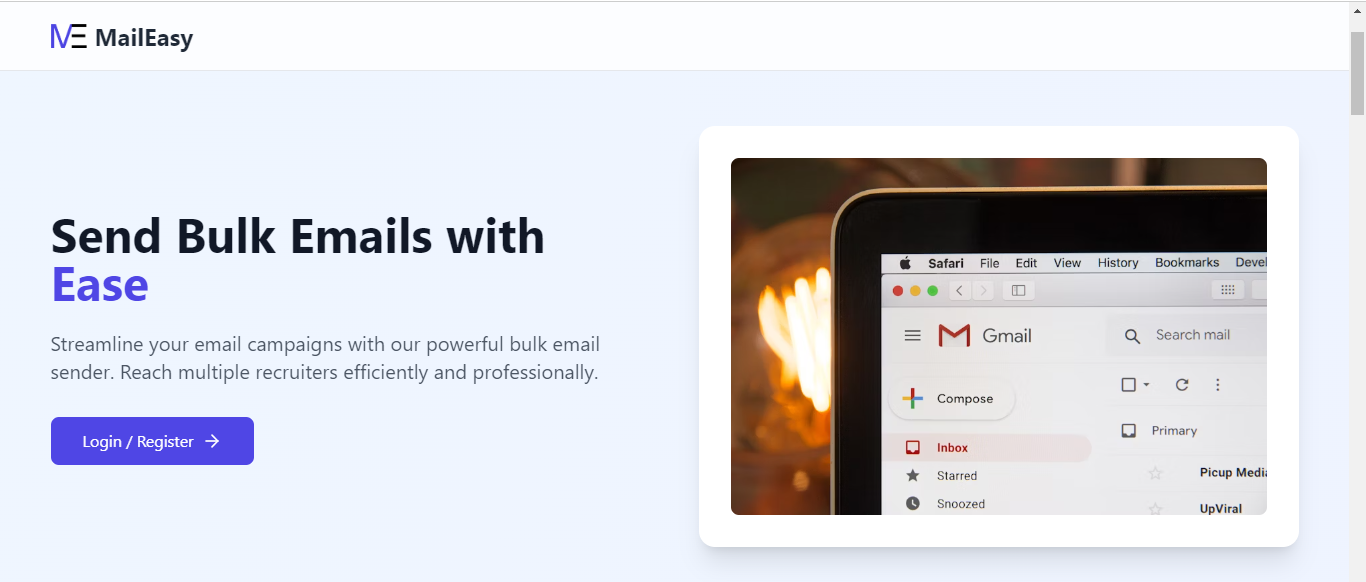 ME MailEasy
Send Bulk Emails with
Ease
Streamline your email campaigns with our powerful bulk email
sender. Reach multiple recruiters efficiently and professionally.
Login / Register →
Safari File Edit View History Bookmarks Devel
Gmail
Search mail
Compose
Primary
Inbox
Starred
Picup Media
Snoozed
UpViral